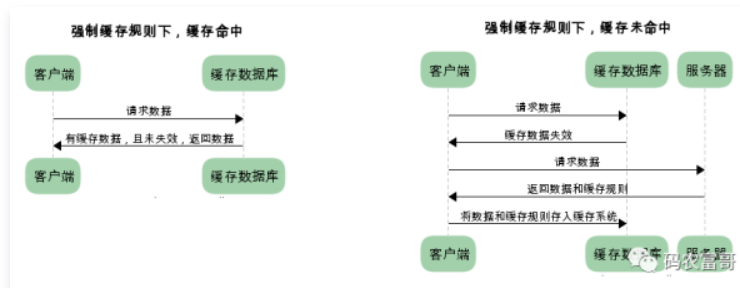 强制缓存规则下，缓存命中
客户端
缓存数据库
请求数据
有缓存数据，且未失效，返回数据
客户端
缓存数据库
强制缓存规则下，缓存未命中
客户端
缓存数据库
服务器
请求数据
缓存数据失效
请求数据
返回数据和缓存规则
将数据和缓存规则存入缓存系统
客户端
缓存数据库
服务器
码农富哥